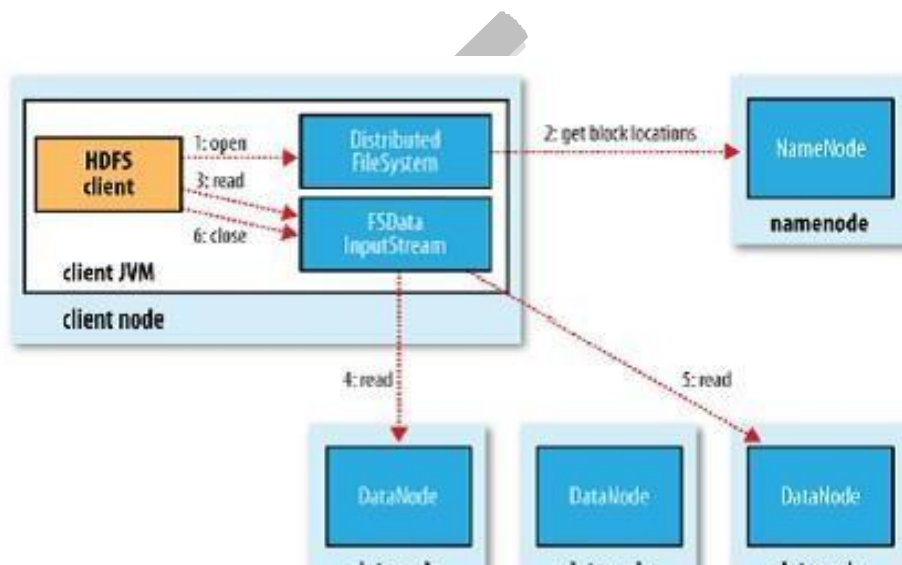 1: open
Distributed
FileSystem
2: get block locations
NameNode
HDFS
client
3: read
FSData
InputStream
6: close
namenode
client JVM
client node
4: read
5: read
DataNode
DataNode
DataNode